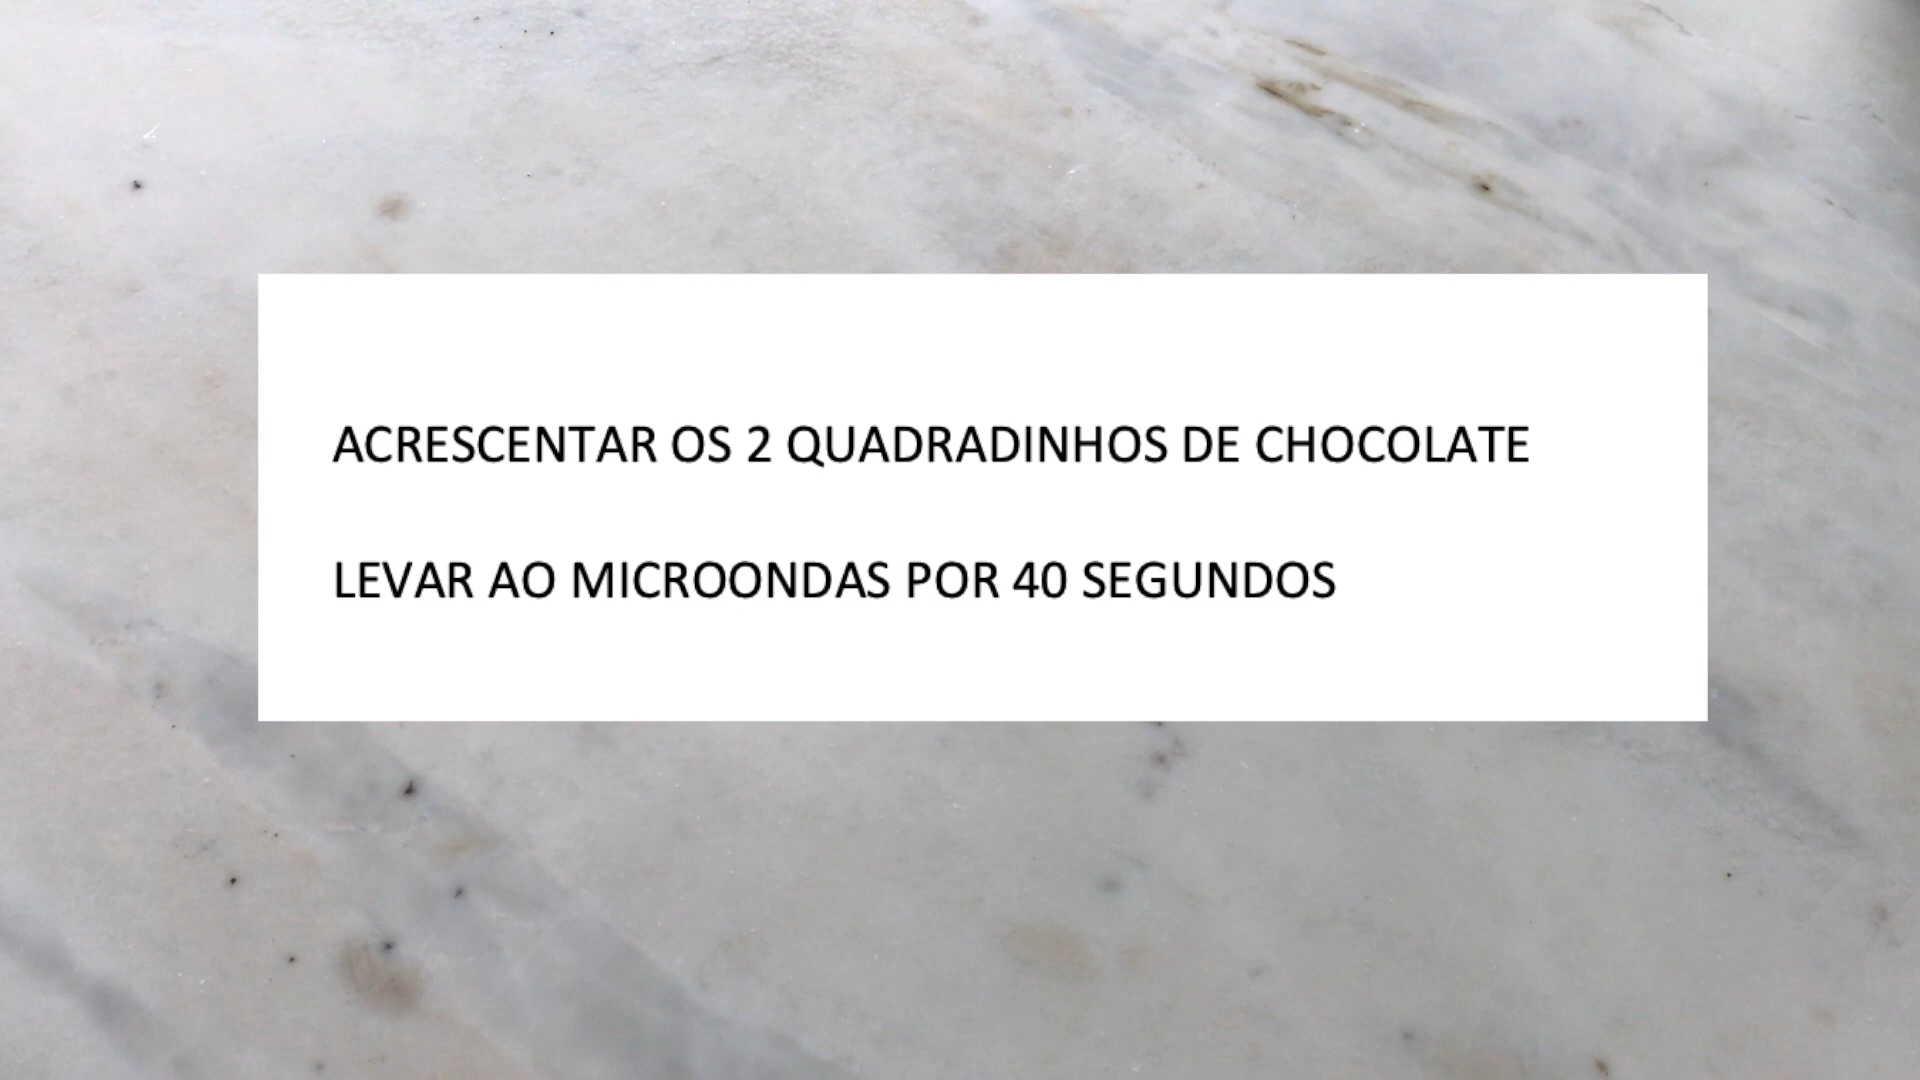 ACRESCENTAR OS 2 QUADRADINHOS DE CHOCOLATE
LEVAR AO MICROONDAS POR 40 SEGUNDOS